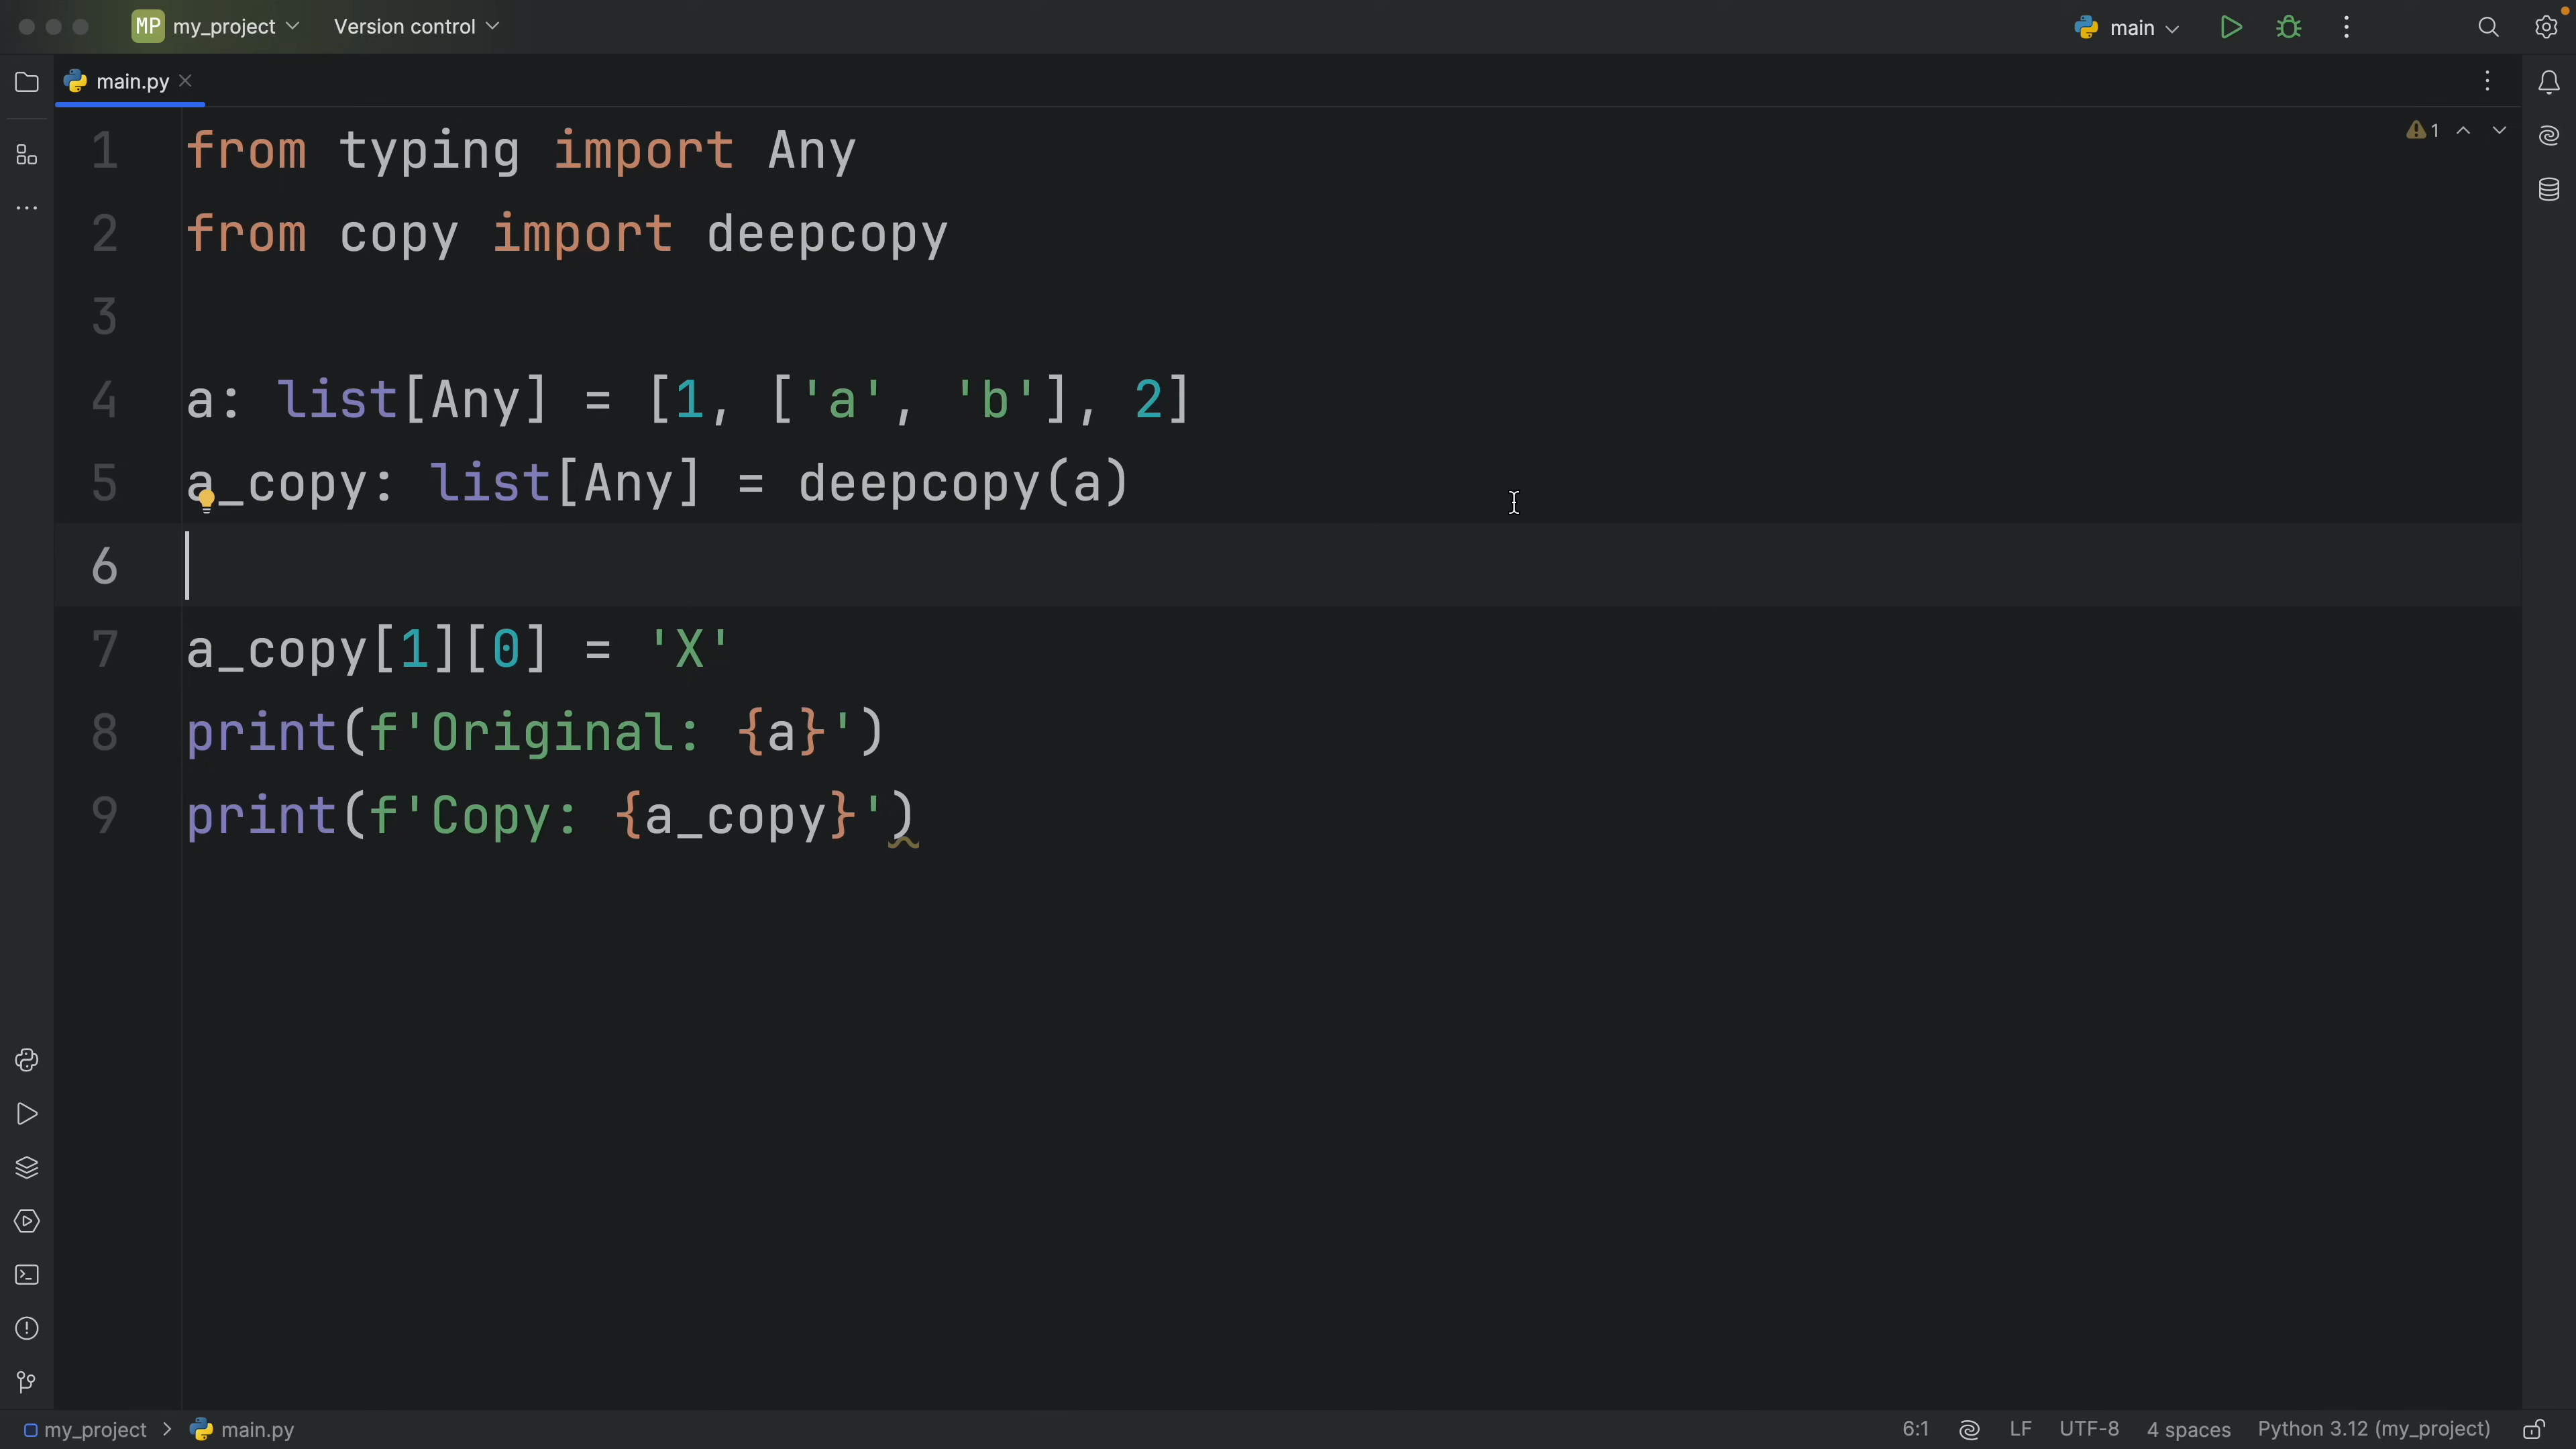 MP my_project Version control main
main.py
1
1 from typing import Any
2 from copy import deepcopy
3
4 a: list[Any] = [1, ['a', 'b'], 2]
5 a_copy: list[Any] = deepcopy(a)
6
7 a_copy[1][0] = 'X'
8 print(f'Original: {a}')
9 print(f'Copy: {a_copy}')
my_project > main.py 6:1 LF UTF-8 4 spaces Python 3.12 (my_project)